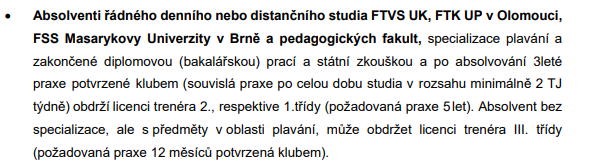 • Absolventi řádného denního nebo distančního studia FTVS UK, FTK UP v Olomouci,
FSS Masarykovy Univerzity v Brně a pedagogických fakult, specializace plavání a
zakončené diplomovou (bakalářskou) prací a státní zkouškou a po absolvování 3leté
praxe potvrzené klubem (souvislá praxe po celou dobu studia v rozsahu minimálně 2 TJ
týdně) obdrží licenci trenéra 2., respektive 1.třídy (požadovaná praxe 5let). Absolvent bez
specializace, ale s předměty v oblasti plavání, může obdržet licenci trenéra III. třídy
(požadovaná praxe 12 měsíců potvrzená klubem).